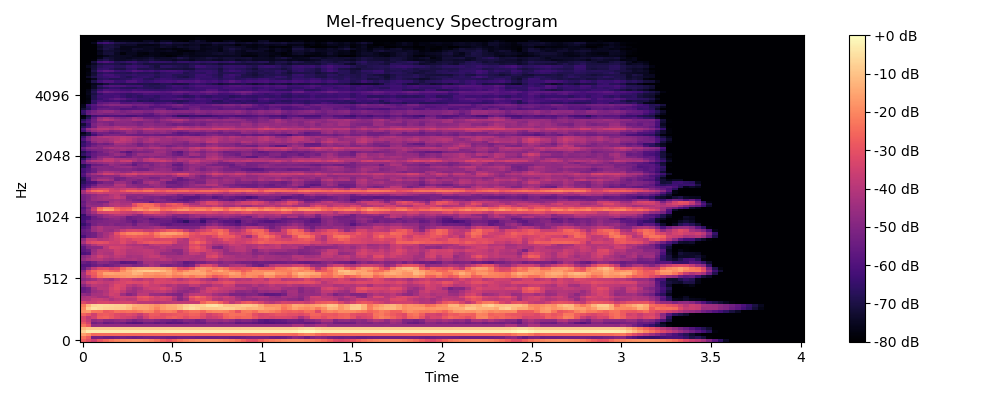 Mel-frequency Spectrogram
Hz
4096
2048
1024
512
0
0
0.5
1
1.5
2
2.5
3
3.5
4
Time
+0 dB
-10 dB
-20 dB
-30 dB
-40 dB
-50 dB
-60 dB
-70 dB
-80 dB